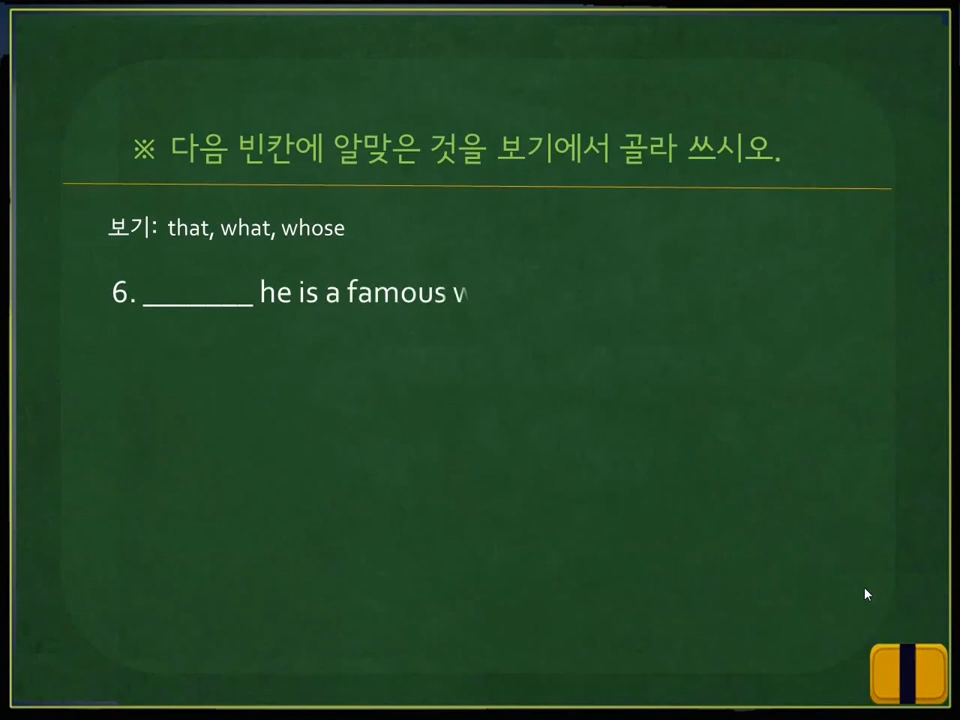 ※ 다음 빈칸에 알맞은 것을 보기에서 골라 쓰시오.
보기: that, what, whose
6. _______ he is a famous